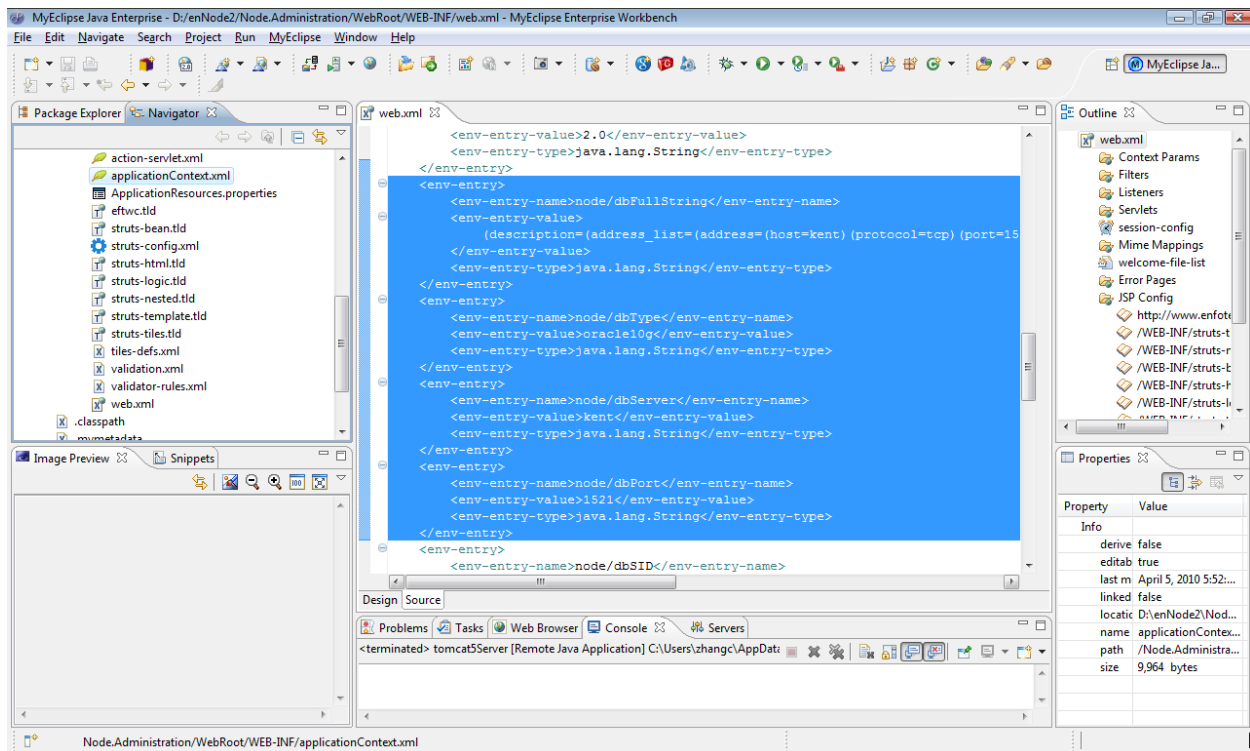 MyEclipse Java Enterprise - D:/enNode2/Node.Administration/WebRoot/WEB-INF/web.xml - MyEclipse Enterprise Workbench
File Edit Navigate Search Project Run MyEclipse Window Help
MyEclipse Ja...
Package Explorer Navigator
action-servlet.xml
applicationContext.xml
ApplicationResources.properties
eftwc.tld
struts-bean.tld
struts-config.xml
struts-html.tld
struts-logic.tld
struts-nested.tld
struts-template.tld
struts-tiles.tld
tiles-defs.xml
validation.xml
validator-rules.xml
web.xml
.classpath
.mymetadata
Image Preview Snippets
web.xml
<env-entry-value>2.0</env-entry-value>
<env-entry-type>java.lang.String</env-entry-type>
</env-entry>
<env-entry>
<env-entry-name>node/dbFullString</env-entry-name>
<env-entry-value>
(description=(address_list=(address=(host=kent)(protocol=tcp)(port=15
</env-entry-value>
<env-entry-type>java.lang.String</env-entry-type>
</env-entry>
<env-entry>
<env-entry-name>node/dbType</env-entry-name>
<env-entry-value>oracle10g</env-entry-value>
<env-entry-type>java.lang.String</env-entry-type>
</env-entry>
<env-entry>
<env-entry-name>node/dbServer</env-entry-name>
<env-entry-value>kent</env-entry-value>
<env-entry-type>java.lang.String</env-entry-type>
</env-entry>
<env-entry>
<env-entry-name>node/dbPort</env-entry-name>
<env-entry-value>1521</env-entry-value>
<env-entry-type>java.lang.String</env-entry-type>
</env-entry>
<env-entry>
<env-entry-name>node/dbSID</env-entry-name>
Design Source
Problems Tasks Web Browser Console Servers
<terminated> tomcat5Server [Remote Java Application] C:\Users\zhangc\AppData
Outline
web.xml
Context Params
Filters
Listeners
Servlets
session-config
Mime Mappings
welcome-file-list
Error Pages
JSP Config
http://www.enfote
/WEB-INF/struts-t
/WEB-INF/struts-r
/WEB-INF/struts-b
/WEB-INF/struts-h
/WEB-INF/struts-l
Properties
Property Value
Info
derive false
editab true
last m April 5, 2010 5:52:...
linked false
locatic D:\enNode2\Nod...
name applicationContex...
path /Node.Administra...
size 9,964 bytes
Node.Administration/WebRoot/WEB-INF/applicationContext.xml